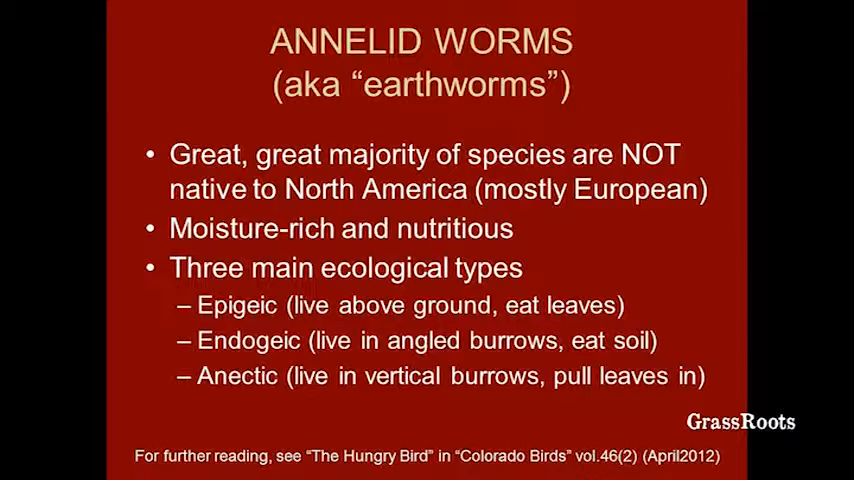 ANNELID WORMS
(aka “earthworms”)
• Great, great majority of species are NOT
native to North America (mostly European)
• Moisture-rich and nutritious
• Three main ecological types
– Epigeic (live above ground, eat leaves)
– Endogeic (live in angled burrows, eat soil)
– Anectic (live in vertical burrows, pull leaves in)
GrassRoots
For further reading, see “The Hungry Bird” in “Colorado Birds” vol.46(2) (April2012)